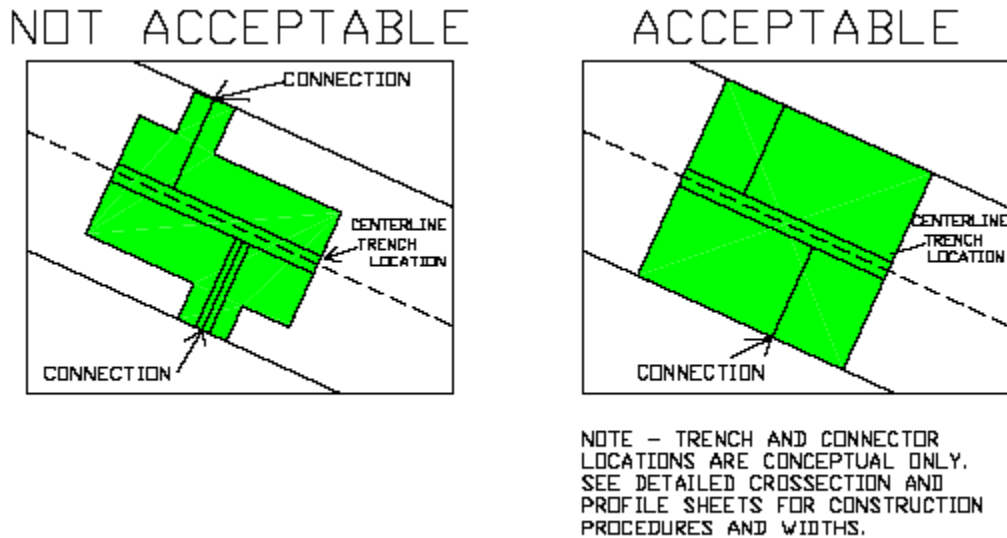 NOT ACCEPTABLE
CONNECTION
CENTERLINE
TRENCH
LOCATION
CONNECTION
ACCEPTABLE
CENTERLINE
TRENCH
LOCATION
CONNECTION
NOTE - TRENCH AND CONNECTOR
LOCATIONS ARE CONCEPTUAL ONLY.
SEE DETAILED CROSSECTION AND
PROFILE SHEETS FOR CONSTRUCTION
PROCEDURES AND WIDTHS.